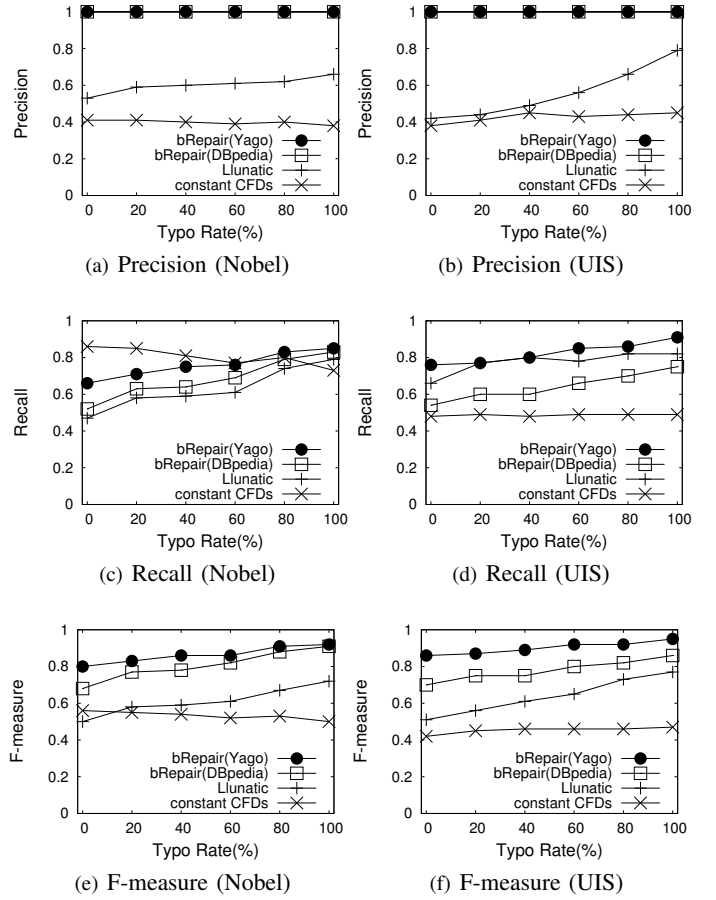 1
0.8
0.6
0.4
0.2
0
Precision
bRepair(Yago)
bRepair(DBpedia)
Llunatic
constant CFDs
0 20 40 60 80 100
Typo Rate(%)
(a) Precision (Nobel)
1
0.8
0.6
0.4
0.2
0
Precision
bRepair(Yago)
bRepair(DBpedia)
Llunatic
constant CFDs
0 20 40 60 80 100
Typo Rate(%)
(b) Precision (UIS)
1
0.8
0.6
0.4
0.2
0
Recall
bRepair(Yago)
bRepair(DBpedia)
Llunatic
constant CFDs
0 20 40 60 80 100
Typo Rate(%)
(c) Recall (Nobel)
1
0.8
0.6
0.4
0.2
0
Recall
bRepair(Yago)
bRepair(DBpedia)
Llunatic
constant CFDs
0 20 40 60 80 100
Typo Rate(%)
(d) Recall (UIS)
1
0.8
0.6
0.4
0.2
0
F-measure
bRepair(Yago)
bRepair(DBpedia)
Llunatic
constant CFDs
0 20 40 60 80 100
Typo Rate(%)
(e) F-measure (Nobel)
1
0.8
0.6
0.4
0.2
0
F-measure
bRepair(Yago)
bRepair(DBpedia)
Llunatic
constant CFDs
0 20 40 60 80 100
Typo Rate(%)
(f) F-measure (UIS)